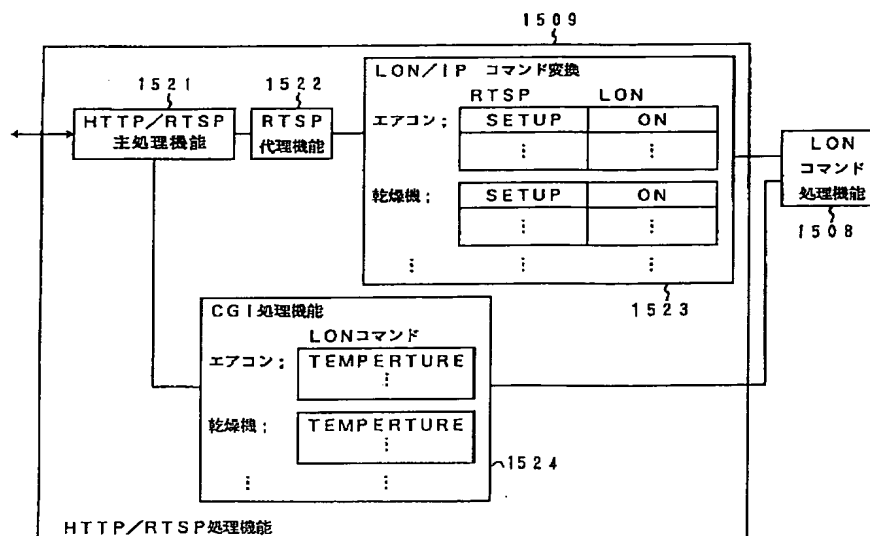 1509
1521
1522
HTTP/RTSP
主処理機能
RTSP
代理機能
LON/IP コマンド変換
RTSP LON
エアコン; SETUP ON
⋮ ⋮
乾燥機; SETUP ON
⋮ ⋮
⋮ ⋮ ⋮
1523
LON
コマンド
処理機能
1508
CGI処理機能
LONコマンド
エアコン; TEMPERTURE
⋮
乾燥機; TEMPERTURE
⋮
⋮ ⋮
1524
HTTP/RTSP処理機能